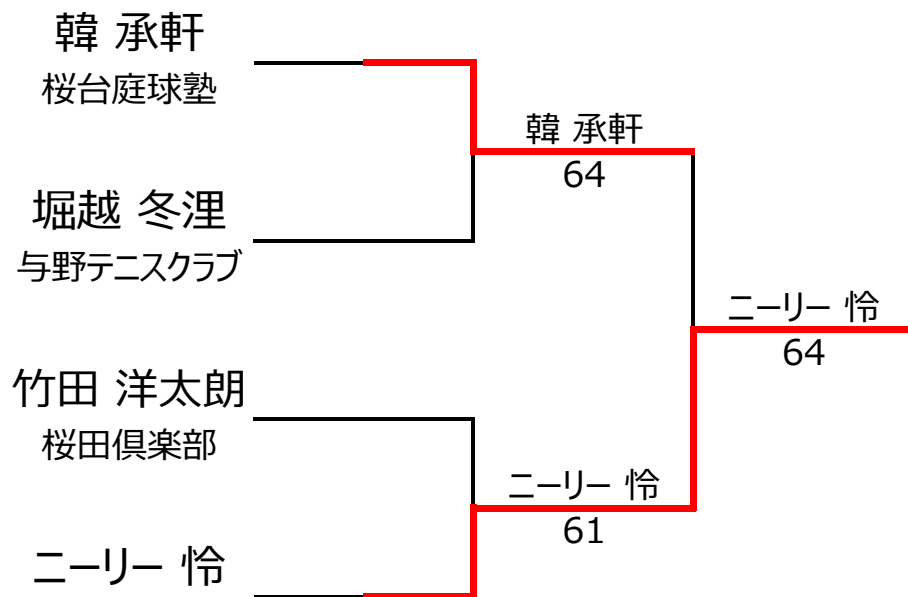 韓 承軒
桜台庭球塾
韓 承軒
64
堀越 冬浬
与野テニスクラブ
ニーリー 怜
64
竹田 洋太朗
桜田倶楽部
ニーリー 怜
61
ニーリー 怜